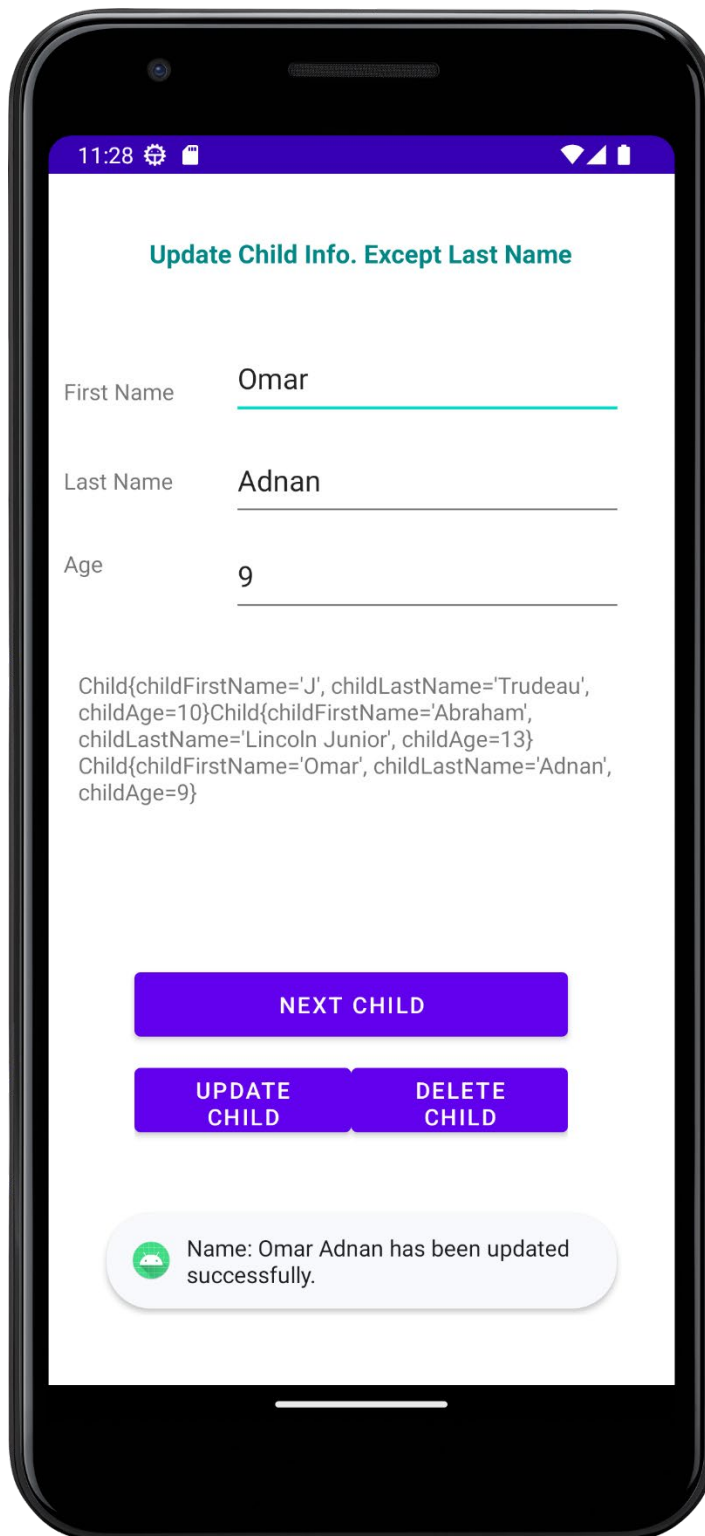 11:28
Update Child Info. Except Last Name
First Name
Omar
Last Name
Adnan
Age
9
Child{childFirstName='J', childLastName='Trudeau',
childAge=10}Child{childFirstName='Abraham',
childLastName='Lincoln Junior', childAge=13}
Child{childFirstName='Omar', childLastName='Adnan',
childAge=9}
NEXT CHILD
UPDATE
CHILD
DELETE
CHILD
Name: Omar Adnan has been updated
successfully.